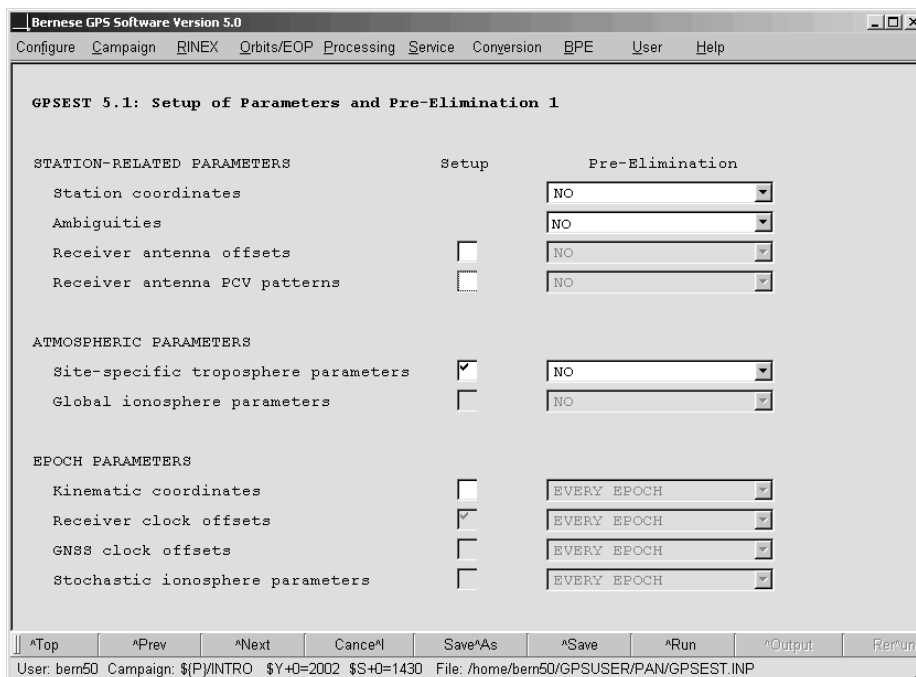 Bernese GPS Software Version 5.0
Configure Campaign RINEX Orbits/EOP Processing Service Conversion BPE User Help
GPSEST 5.1: Setup of Parameters and Pre-Elimination 1
STATION-RELATED PARAMETERS Setup Pre-Elimination
Station coordinates NO
Ambiguities NO
Receiver antenna offsets NO
Receiver antenna PCV patterns NO
ATMOSPHERIC PARAMETERS
Site-specific troposphere parameters NO
Global ionosphere parameters NO
EPOCH PARAMETERS
Kinematic coordinates EVERY EPOCH
Receiver clock offsets EVERY EPOCH
GNSS clock offsets EVERY EPOCH
Stochastic ionosphere parameters EVERY EPOCH
^Top ^Prev ^Next Cance^l Save^As ^Save ^Run ^Output Rer^un
User: bern50 Campaign: ${P}/INTRO $Y+0=2002 $S+0=1430 File: /home/bern50/GPSUSER/PAN/GPSEST.INP